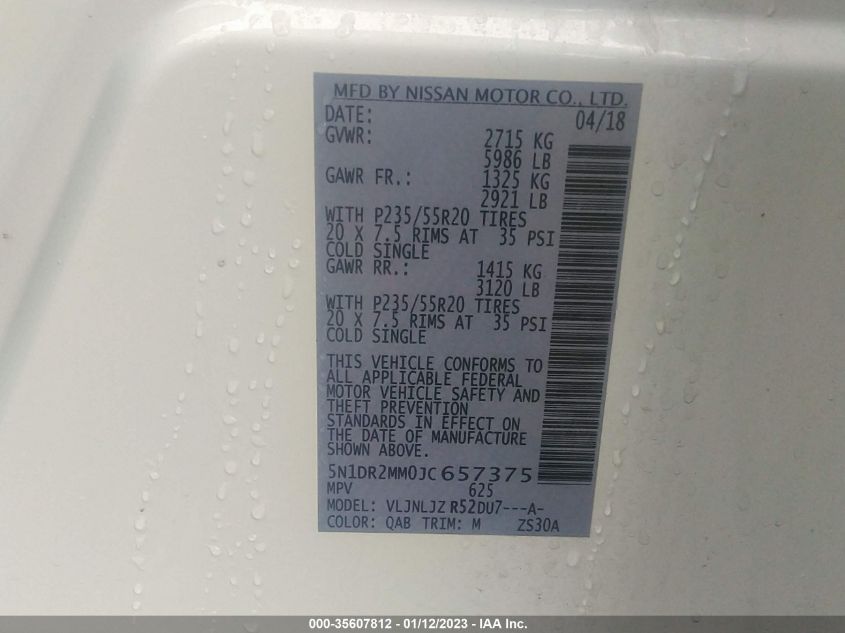 MFD BY NISSAN MOTOR CO., LTD.
DATE: 04/18
GVWR: 2715 KG
5986 LB
GAWR FR.: 1325 KG
2921 LB
WITH P235/55R20 TIRES
20 X 7.5 RIMS AT 35 PSI
COLD SINGLE
GAWR RR.: 1415 KG
3120 LB
WITH P235/55R20 TIRES
20 X 7.5 RIMS AT 35 PSI
COLD SINGLE
THIS VEHICLE CONFORMS TO
ALL APPLICABLE FEDERAL
MOTOR VEHICLE SAFETY AND
THEFT PREVENTION
STANDARDS IN EFFECT ON
THE DATE OF MANUFACTURE
SHOWN ABOVE.
5N1DR2MM0JC657375
MPV 625
MODEL: VLJNLJZ R52DU7---A-
COLOR: QAB TRIM: M ZS30A
000-35607812 - 01/12/2023 - IAA Inc.